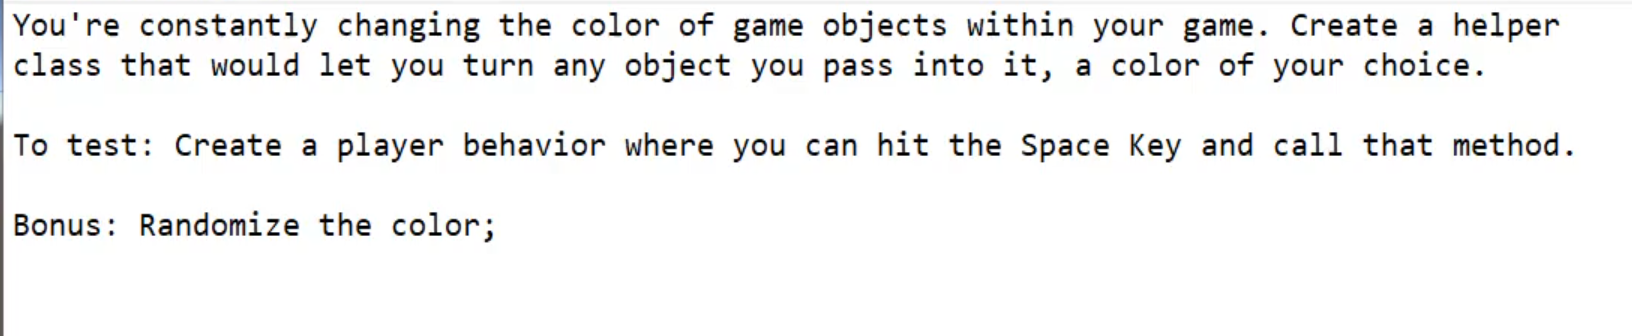 You're constantly changing the color of game objects within your game. Create a helper
class that would let you turn any object you pass into it, a color of your choice.
To test: Create a player behavior where you can hit the Space Key and call that method.
Bonus: Randomize the color;